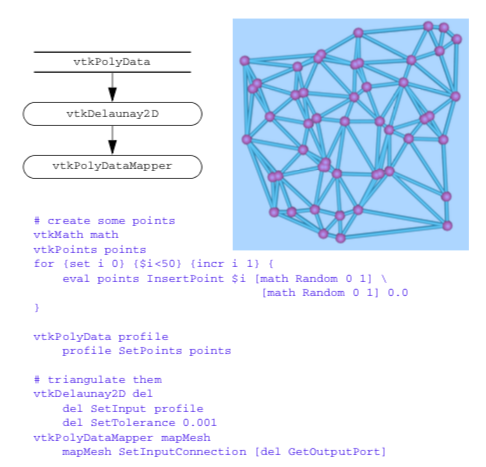 vtkPolyData
vtkDelaunay2D
vtkPolyDataMapper
# create some points
vtkMath math
vtkPoints points
for {set i 0} {$i<50} {incr i 1} {
    eval points InsertPoint $i [math Random 0 1] \
                               [math Random 0 1] 0.0
}
vtkPolyData profile
    profile SetPoints points
# triangulate them
vtkDelaunay2D del
    del SetInput profile
    del SetTolerance 0.001
vtkPolyDataMapper mapMesh
    mapMesh SetInputConnection [del GetOutputPort]